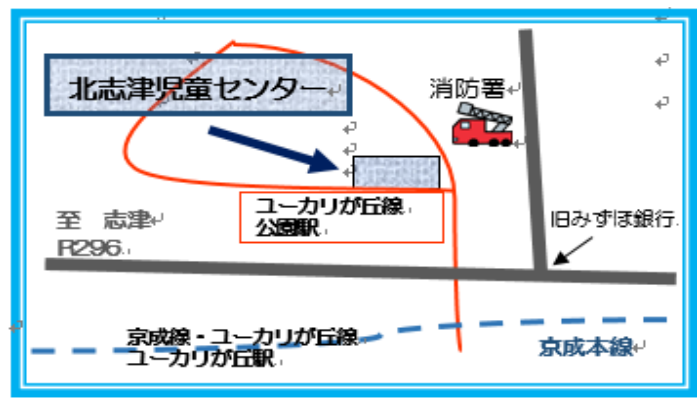 北志津児童センター
消防署
ユーカリが丘線
公園駅
至　志津
R296
旧みずほ銀行
京成線・ユーカリが丘線
ユーカリが丘駅
京成本線